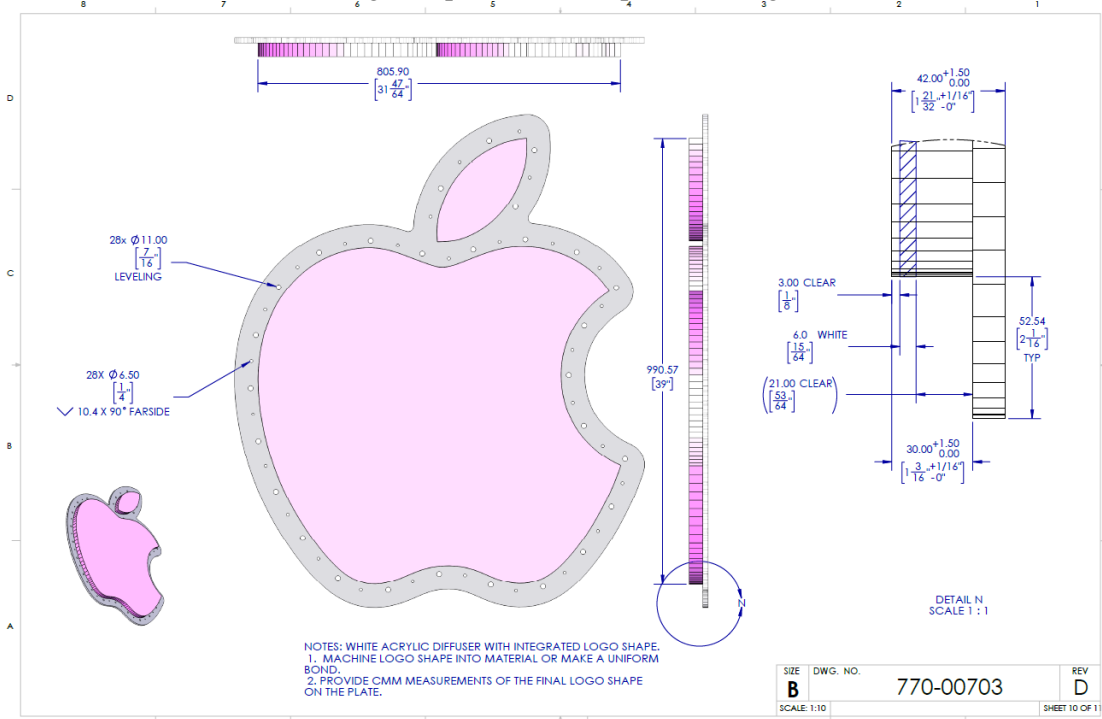 8 7 6 5 4 3 2 1
D
C
B
A
805.90
[31 47/64"]
28x Ø11.00
[7/16"]
LEVELING
28X Ø6.50
[1/4"]
⌵ 10.4 X 90° FARSIDE
990.57
[39"]
N
42.00 +1.50 0.00
[1 21/32" +1/16" -0"]
3.00 CLEAR
[1/8"]
6.0 WHITE
[15/64"]
(21.00 CLEAR
[53/64"])
52.54
[2 1/16"]
TYP
30.00 +1.50 0.00
[1 3/16" +1/16" -0"]
DETAIL N
SCALE 1 : 1
NOTES: WHITE ACRYLIC DIFFUSER WITH INTEGRATED LOGO SHAPE.
1. MACHINE LOGO SHAPE INTO MATERIAL OR MAKE A UNIFORM
BOND.
2. PROVIDE CMM MEASUREMENTS OF THE FINAL LOGO SHAPE
ON THE PLATE.
SIZE
B
DWG. NO.
770-00703
REV
D
SCALE: 1:10
SHEET 10 OF 11